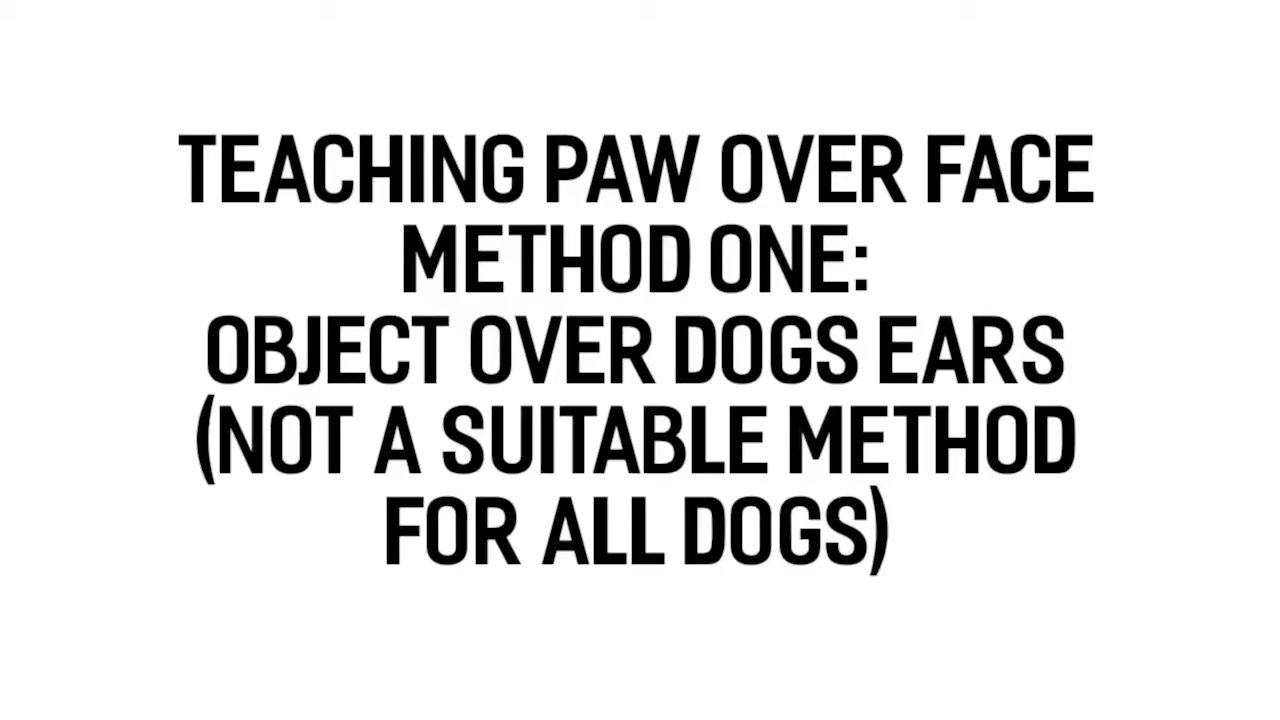 TEACHING PAW OVER FACE
METHOD ONE:
OBJECT OVER DOGS EARS
(NOT A SUITABLE METHOD
FOR ALL DOGS)